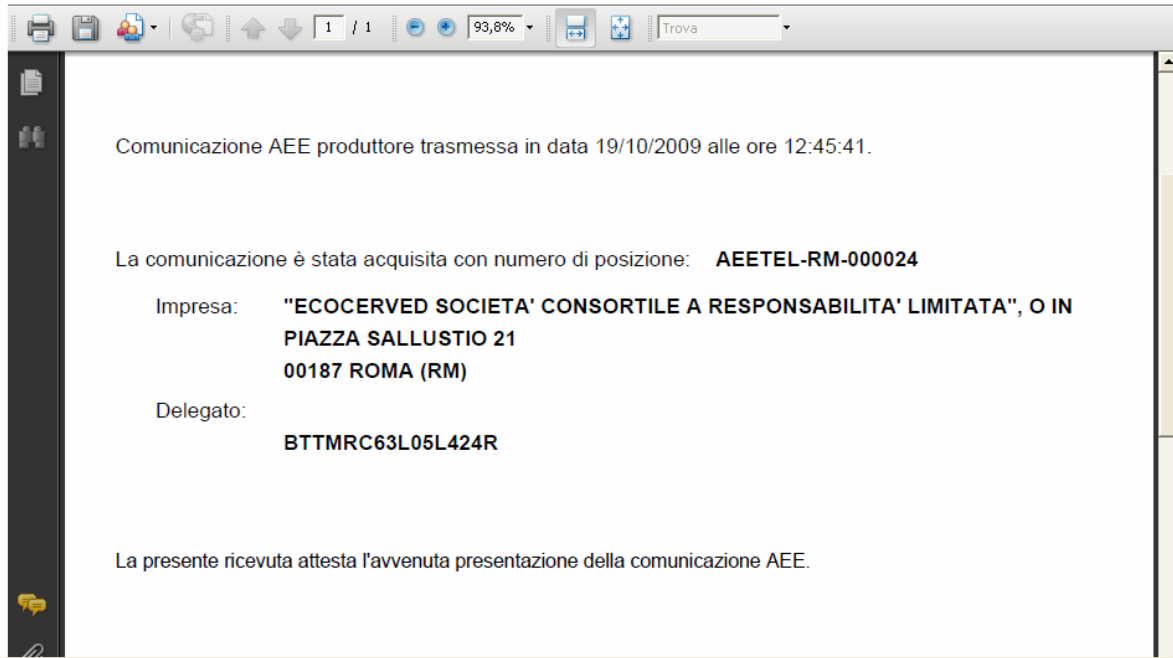 1 / 1 93,8% Trova
Comunicazione AEE produttore trasmessa in data 19/10/2009 alle ore 12:45:41.
La comunicazione è stata acquisita con numero di posizione: AEETEL-RM-000024
Impresa: "ECOCERVED SOCIETA' CONSORTILE A RESPONSABILITA' LIMITATA", O IN
PIAZZA SALLUSTIO 21
00187 ROMA (RM)
Delegato:
BTTMRC63L05L424R
La presente ricevuta attesta l'avvenuta presentazione della comunicazione AEE.